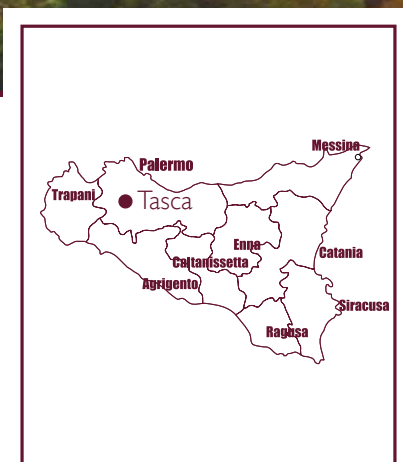 Messina
Palermo
Trapani
Tasca
Enna
Catania
Caltanissetta
Agrigento
Siracusa
Ragusa